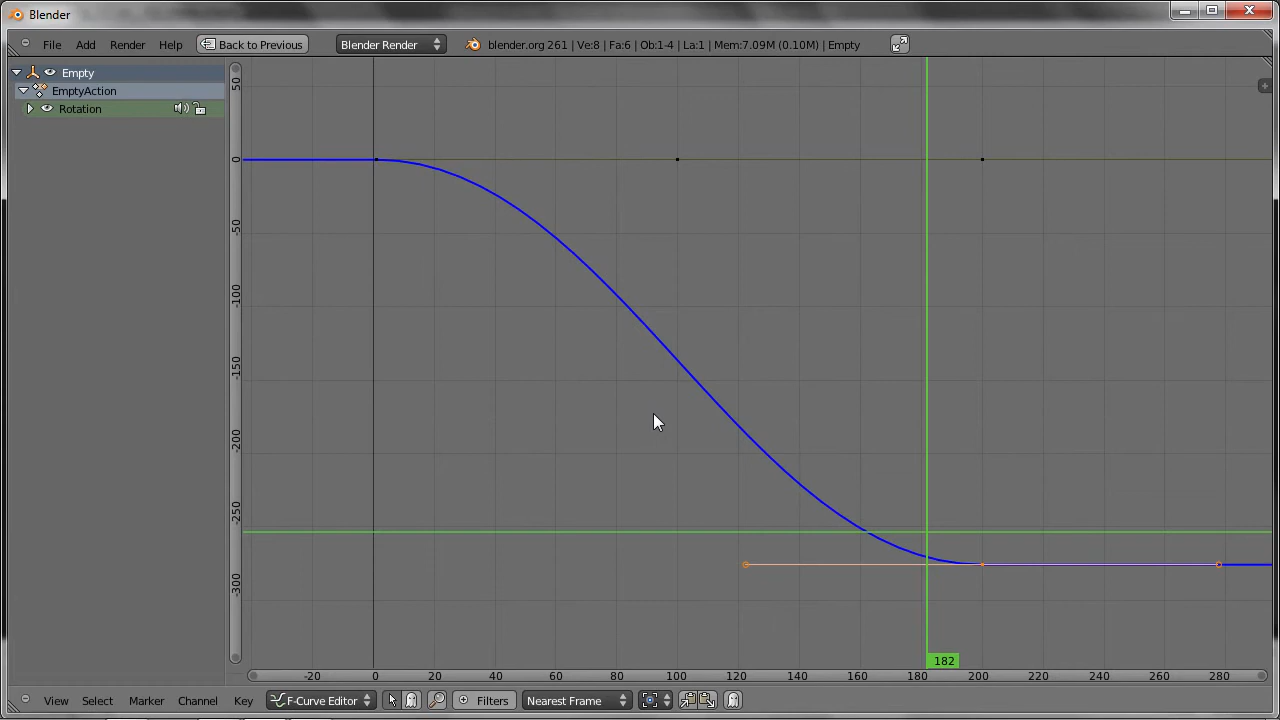 Blender
File Add Render Help Back to Previous Blender Render blender.org 261 | Ve:8 | Fa:6 | Ob:1-4 | La:1 | Mem:7.09M (0.10M) | Empty
Empty
EmptyAction
Rotation
50
0
-50
-100
-150
-200
-250
-300
182
-20 0 20 40 60 80 100 120 140 160 180 200 220 240 260 280
View Select Marker Channel Key F-Curve Editor Filters Nearest Frame